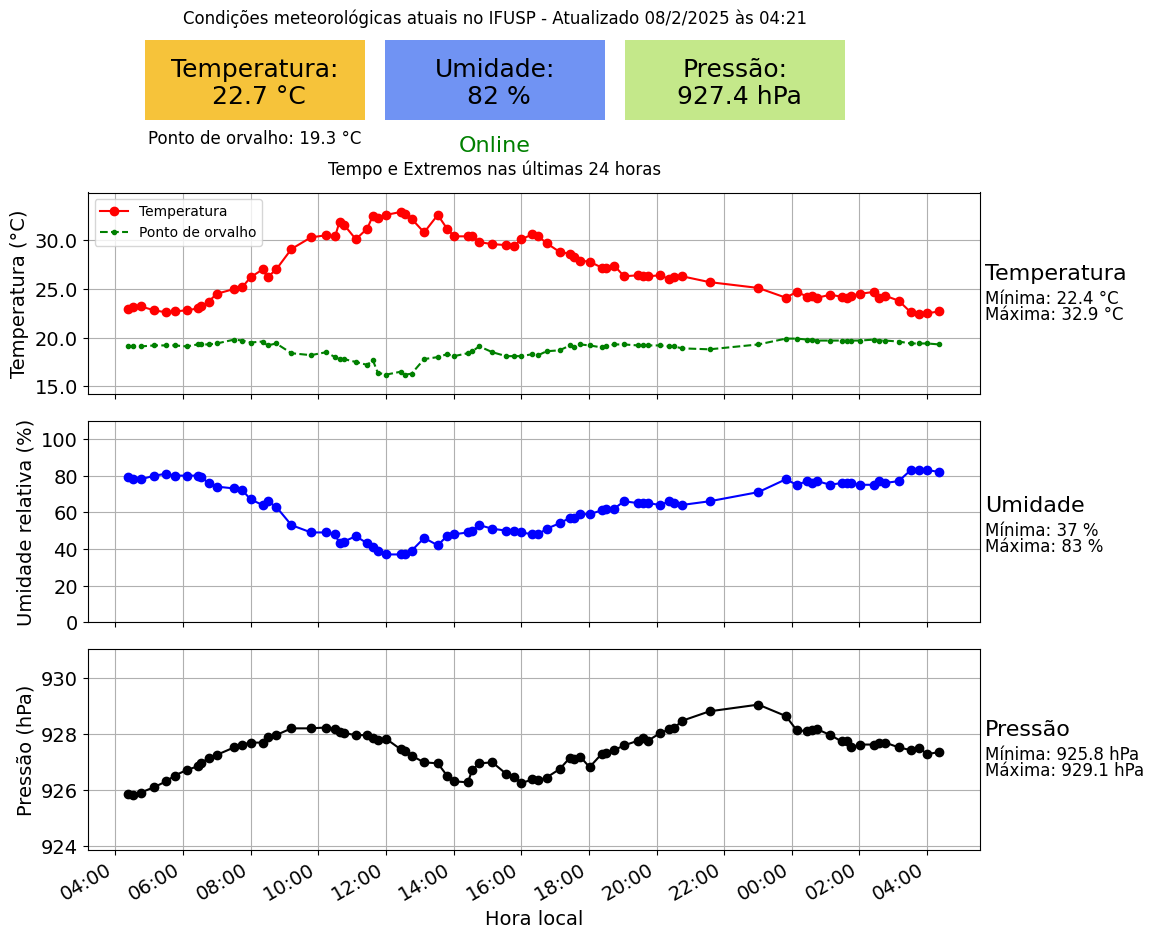 Condições meteorológicas atuais no IFUSP - Atualizado 08/2/2025 às 04:21
Temperatura:
22.7 °C
Umidade:
82 %
Pressão:
927.4 hPa
Ponto de orvalho: 19.3 °C
Online
Tempo e Extremos nas últimas 24 horas
Temperatura (°C)
30.0
25.0
20.0
15.0
Temperatura
Ponto de orvalho
Temperatura
Mínima: 22.4 °C
Máxima: 32.9 °C
Umidade relativa (%)
100
80
60
40
20
0
Umidade
Mínima: 37 %
Máxima: 83 %
Pressão (hPa)
930
928
926
924
Pressão
Mínima: 925.8 hPa
Máxima: 929.1 hPa
04:00
06:00
08:00
10:00
12:00
14:00
16:00
18:00
20:00
22:00
00:00
02:00
04:00
Hora local